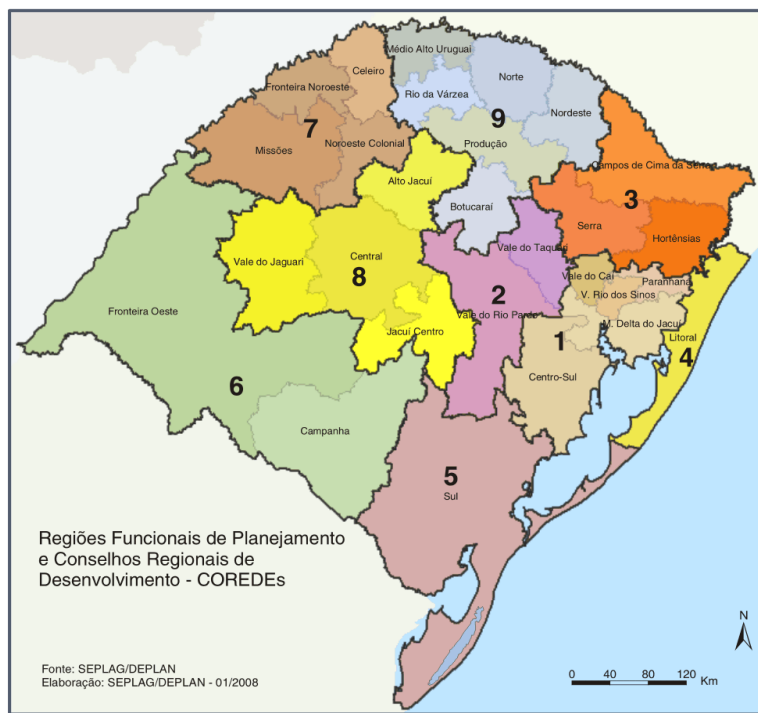 Médio Alto Uruguai
Celeiro
Norte
Fronteira Noroeste
Rio da Várzea
Nordeste
9
7
Produção
Noroeste Colonial
Missões
Campos de Cima da Serra
Alto Jacuí
3
Botucaraí
Serra
Hortênsias
Vale do Taquari
Central
Vale do Jaguari
8
Vale do Caí
Paranhana
2
V. Rio dos Sinos
Fronteira Oeste
Vale do Rio Pardo
M. Delta do Jacuí
Jacuí Centro
1
Litoral
4
Centro-Sul
6
Campanha
5
Sul
Regiões Funcionais de Planejamento
e Conselhos Regionais de
Desenvolvimento - COREDEs
N
Fonte: SEPLAG/DEPLAN
Elaboração: SEPLAG/DEPLAN - 01/2008
0 40 80 120
Km